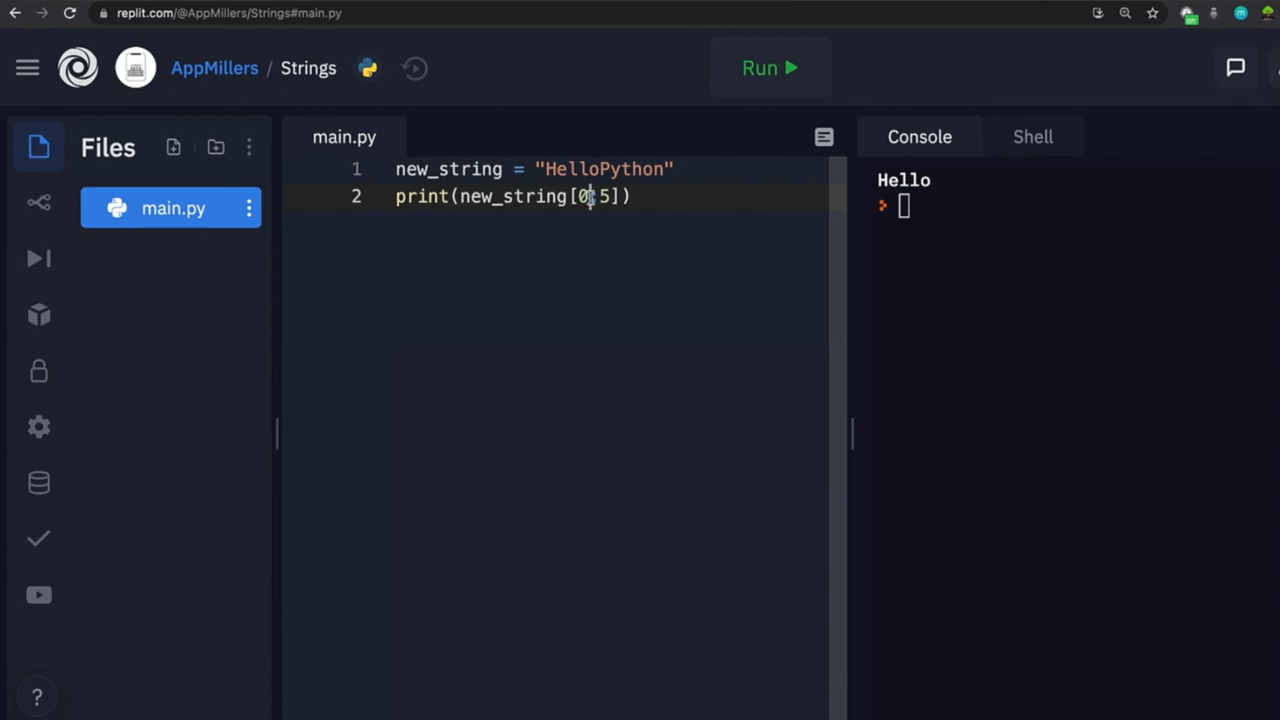 replit.com/@AppMillers/Strings#main.py
on
m
AppMillers / Strings
Run
Files
main.py
main.py
1 new_string = "HelloPython"
2 print(new_string[0:5])
Console
Shell
Hello
?